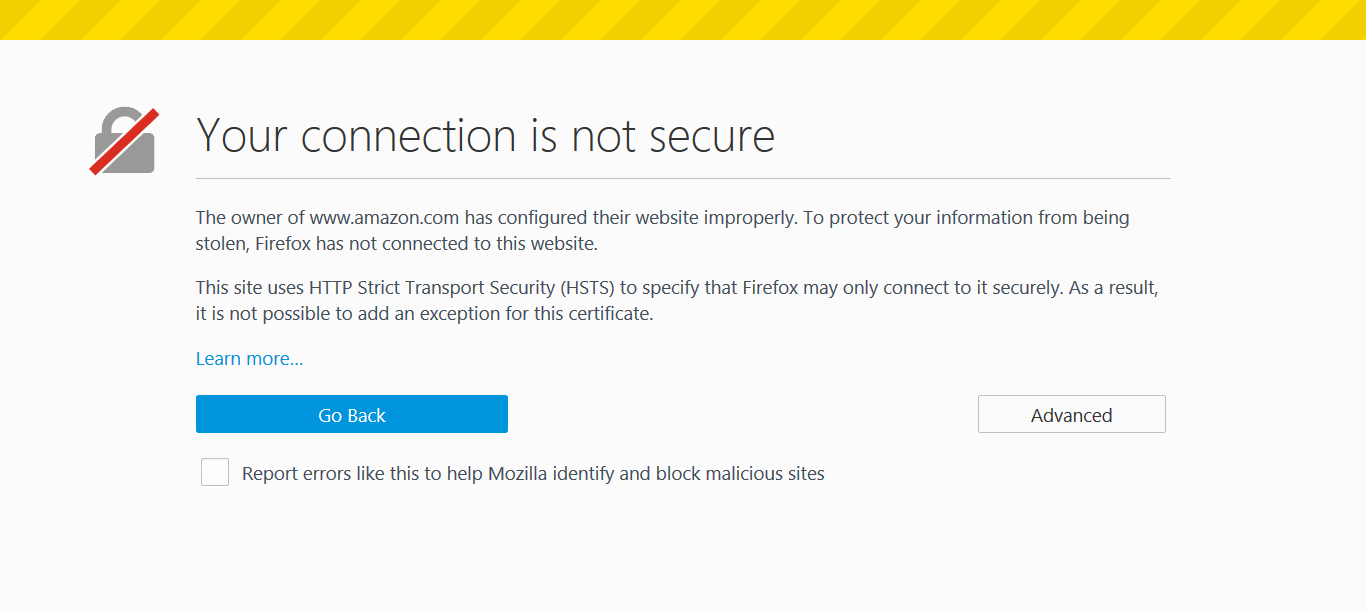 Your connection is not secure
The owner of www.amazon.com has configured their website improperly. To protect your information from being
stolen, Firefox has not connected to this website.
This site uses HTTP Strict Transport Security (HSTS) to specify that Firefox may only connect to it securely. As a result,
it is not possible to add an exception for this certificate.
Learn more...
Go Back
Advanced
Report errors like this to help Mozilla identify and block malicious sites